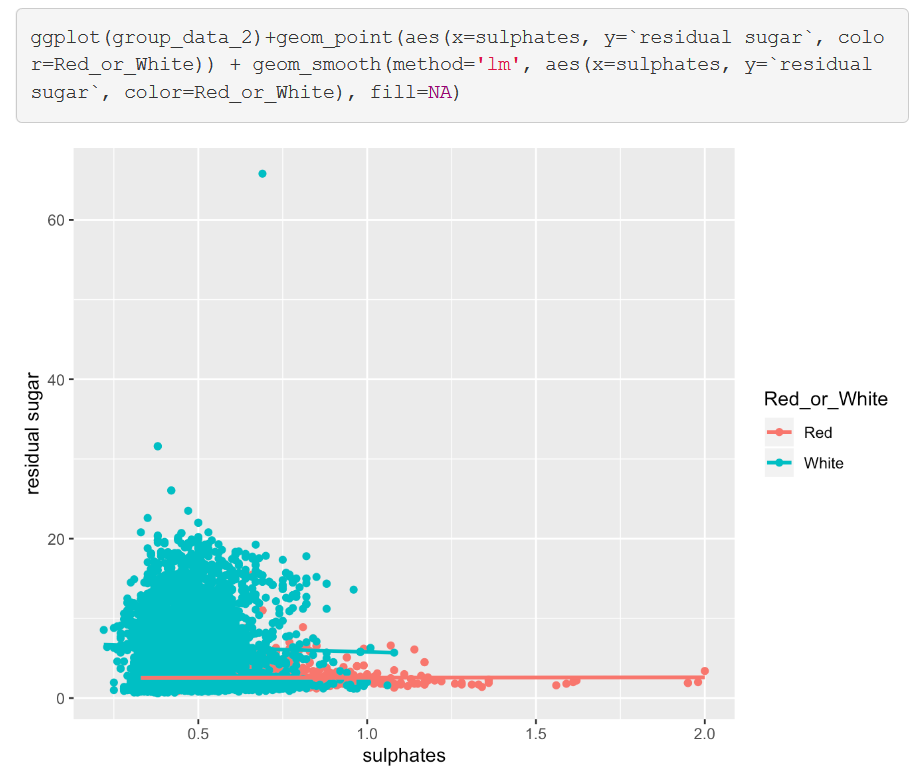 ggplot(group_data_2)+geom_point(aes(x=sulphates, y=`residual sugar`, colo
r=Red_or_White)) + geom_smooth(method='lm', aes(x=sulphates, y=`residual
sugar`, color=Red_or_White), fill=NA)
60
40
20
0
residual sugar
0.5
1.0
1.5
2.0
sulphates
Red_or_White
Red
White